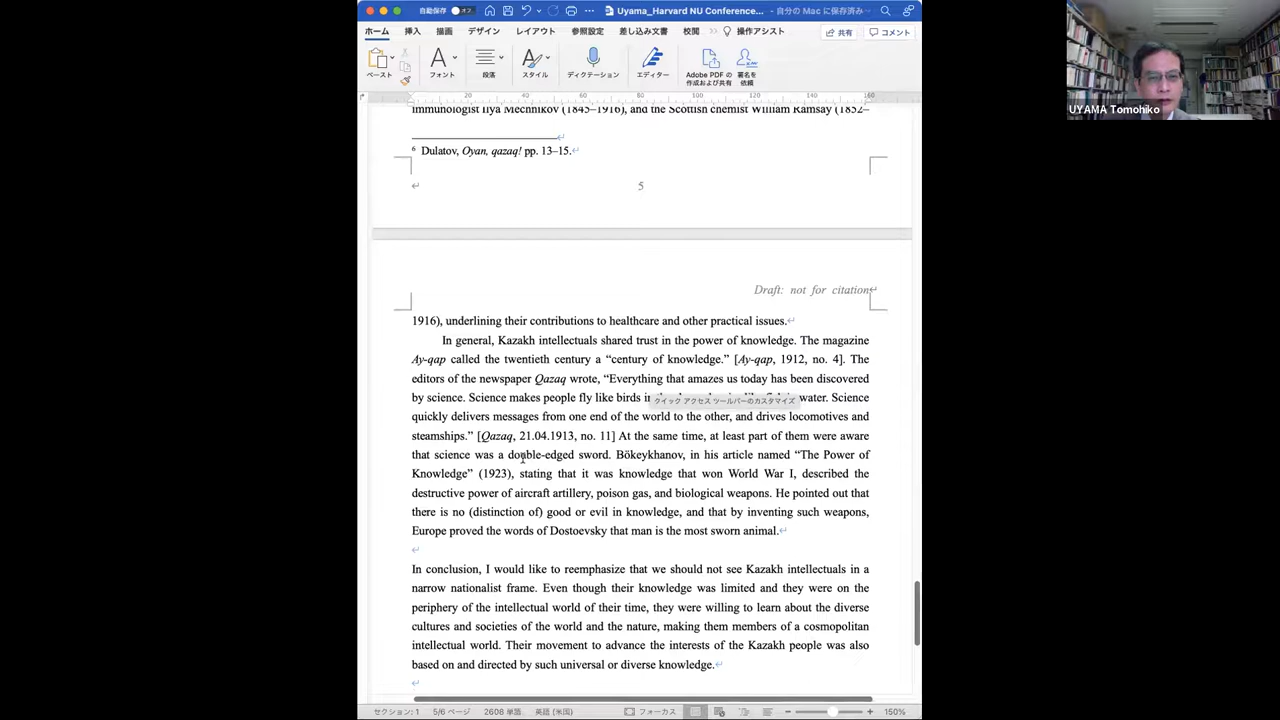 自動保存 オフ Uyama_Harvard NU Conference... - 自分の Mac に保存済み
ホーム 挿入 描画 デザイン レイアウト 参照設定 差し込み文書 校閲 >> 操作アシスト 共有 コメント
ペースト フォント 段落 スタイル ディクテーション エディター Adobe PDF の作成および共有 署名を依頼
UYAMA Tomohiko
20 40 60 80 100 120 140 160
immunologist Ilya Mechnikov (1845–1916), and the Scottish chemist William Ramsay (1852–
6 Dulatov, Oyan, qazaq! pp. 13–15.
5
Draft: not for citation
1916), underlining their contributions to healthcare and other practical issues.
In general, Kazakh intellectuals shared trust in the power of knowledge. The magazine
Ay-qap called the twentieth century a “century of knowledge.” [Ay-qap, 1912, no. 4]. The
editors of the newspaper Qazaq wrote, “Everything that amazes us today has been discovered
by science. Science makes people fly like birds in water. Science
クイック アクセス ツールバーのカスタマイズ
quickly delivers messages from one end of the world to the other, and drives locomotives and
steamships.” [Qazaq, 21.04.1913, no. 11] At the same time, at least part of them were aware
that science was a double-edged sword. Bökeykhanov, in his article named “The Power of
Knowledge” (1923), stating that it was knowledge that won World War I, described the
destructive power of aircraft artillery, poison gas, and biological weapons. He pointed out that
there is no (distinction of) good or evil in knowledge, and that by inventing such weapons,
Europe proved the words of Dostoevsky that man is the most sworn animal.
In conclusion, I would like to reemphasize that we should not see Kazakh intellectuals in a
narrow nationalist frame. Even though their knowledge was limited and they were on the
periphery of the intellectual world of their time, they were willing to learn about the diverse
cultures and societies of the world and the nature, making them members of a cosmopolitan
intellectual world. Their movement to advance the interests of the Kazakh people was also
based on and directed by such universal or diverse knowledge.
セクション: 1 5/6 ページ 2608 単語 英語 (米国) フォーカス 150%